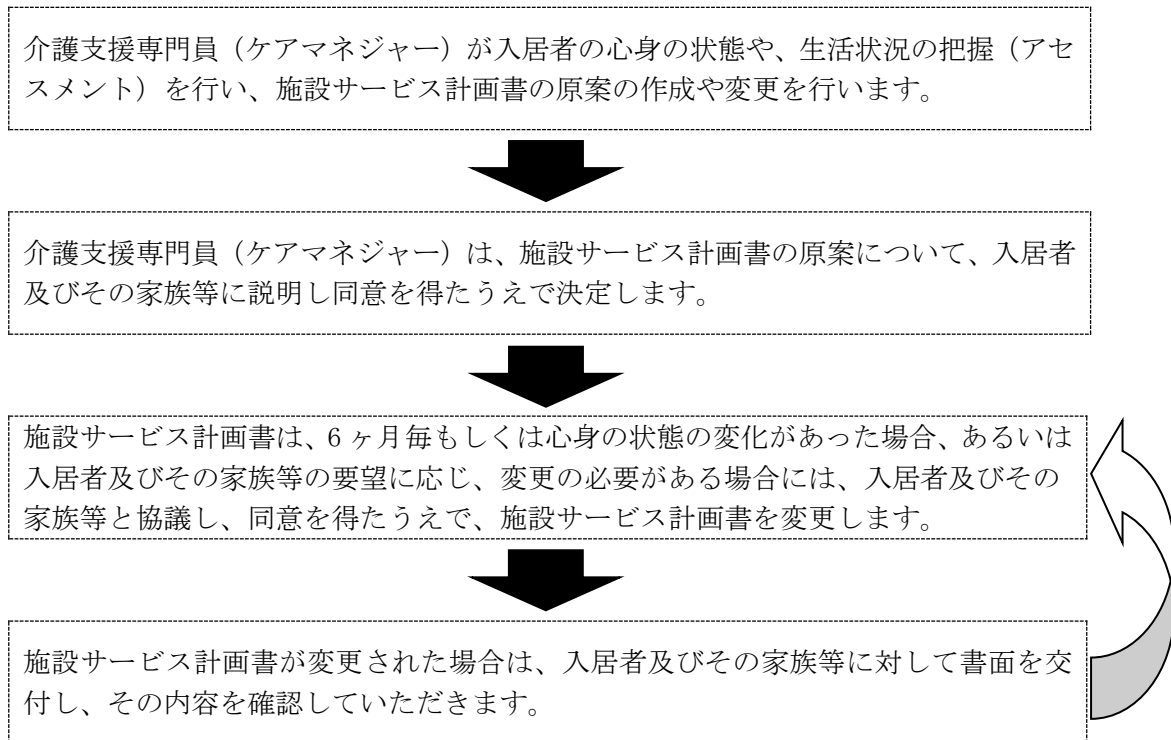 介護支援専門員（ケアマネジャー）が入居者の心身の状態や、生活状況の把握（アセ
スメント）を行い、施設サービス計画書の原案の作成や変更を行います。
介護支援専門員（ケアマネジャー）は、施設サービス計画書の原案について、入居者
及びその家族等に説明し同意を得たうえで決定します。
施設サービス計画書は、6 ヶ月毎もしくは心身の状態の変化があった場合、あるいは
入居者及びその家族等の要望に応じ、変更の必要がある場合には、入居者及びその
家族等と協議し、同意を得たうえで、施設サービス計画書を変更します。
施設サービス計画書が変更された場合は、入居者及びその家族等に対して書面を交
付し、その内容を確認していただきます。